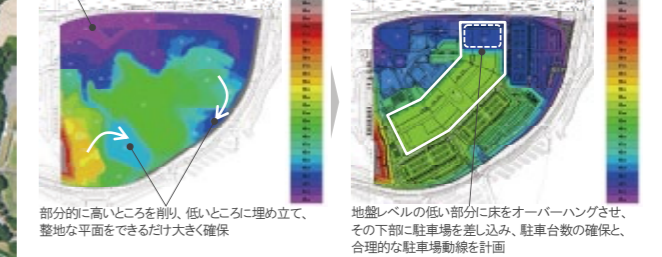 部分的に高いところを削り、低いところに埋め立て、
整地な平面をできるだけ大きく確保
地盤レベルの低い部分に床をオーバーハングさせ、
その下部に駐車場を差し込み、駐車台数の確保と、
合理的な駐車場動線を計画